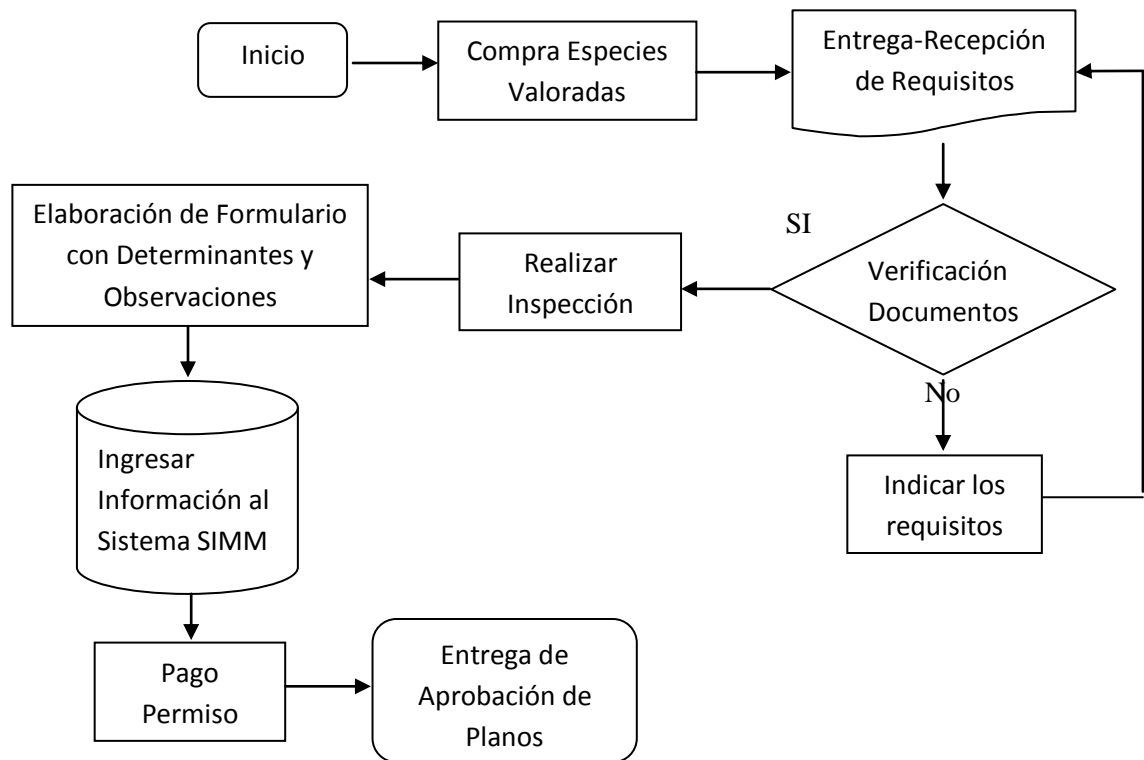 Inicio
Compra Especies
Valoradas
Entrega-Recepción
de Requisitos
SI
Verificación
Documentos
Realizar
Inspección
Elaboración de Formulario
con Determinantes y
Observaciones
No
Indicar los
requisitos
Ingresar
Información al
Sistema SIMM
Pago
Permiso
Entrega de
Aprobación de
Planos